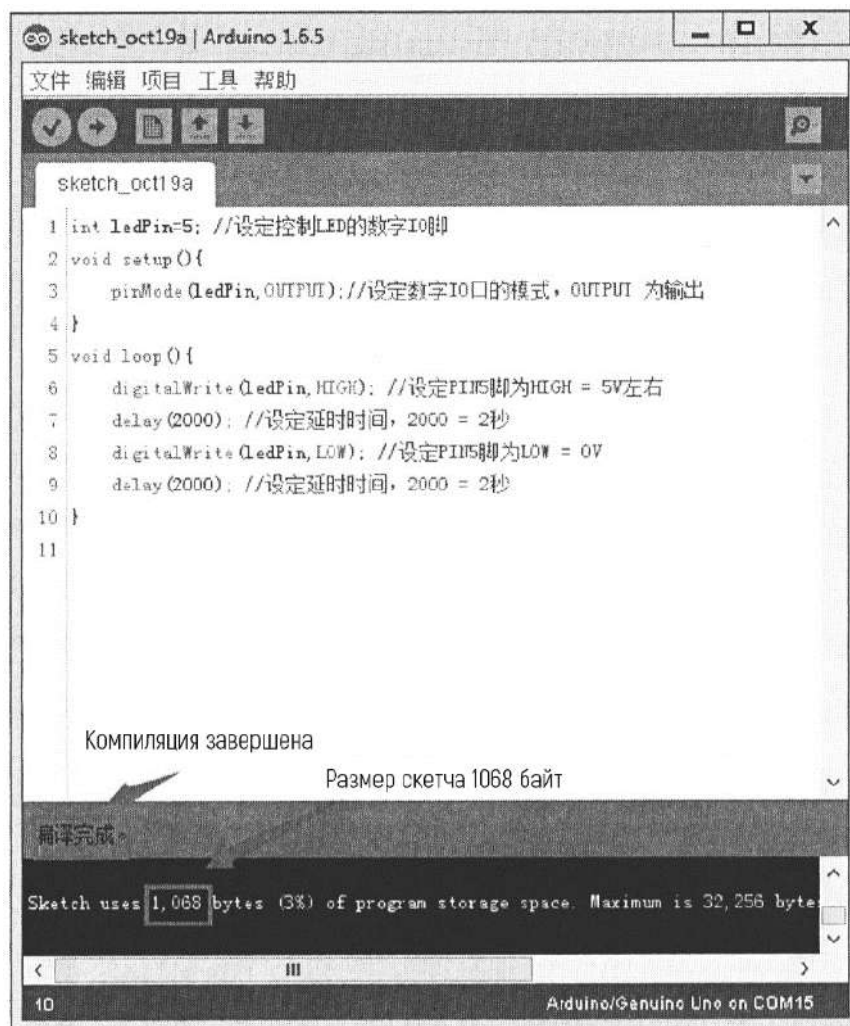 sketch_oct19a | Arduino 1.6.5
文件 编辑 项目 工具 帮助
sketch_oct19a
1 int ledPin=5; //设定控制LED的数字IO脚
2 void setup(){
3 pinMode(ledPin,OUTPUT);//设定数字IO口的模式，OUTPUT 为输出
4 }
5 void loop(){
6 digitalWrite(ledPin,HIGH); //设定PIN5脚为HIGH = 5V左右
7 delay(2000); //设定延时时间，2000 = 2秒
8 digitalWrite(ledPin,LOW); //设定PIN5脚为LOW = 0V
9 delay(2000); //设定延时时间，2000 = 2秒
10 }
11
Компиляция завершена
Размер скетча 1068 байт
编译完成。
Sketch uses 1,068 bytes (3%) of program storage space. Maximum is 32,256 byte
10 Arduino/Genuino Uno on COM15